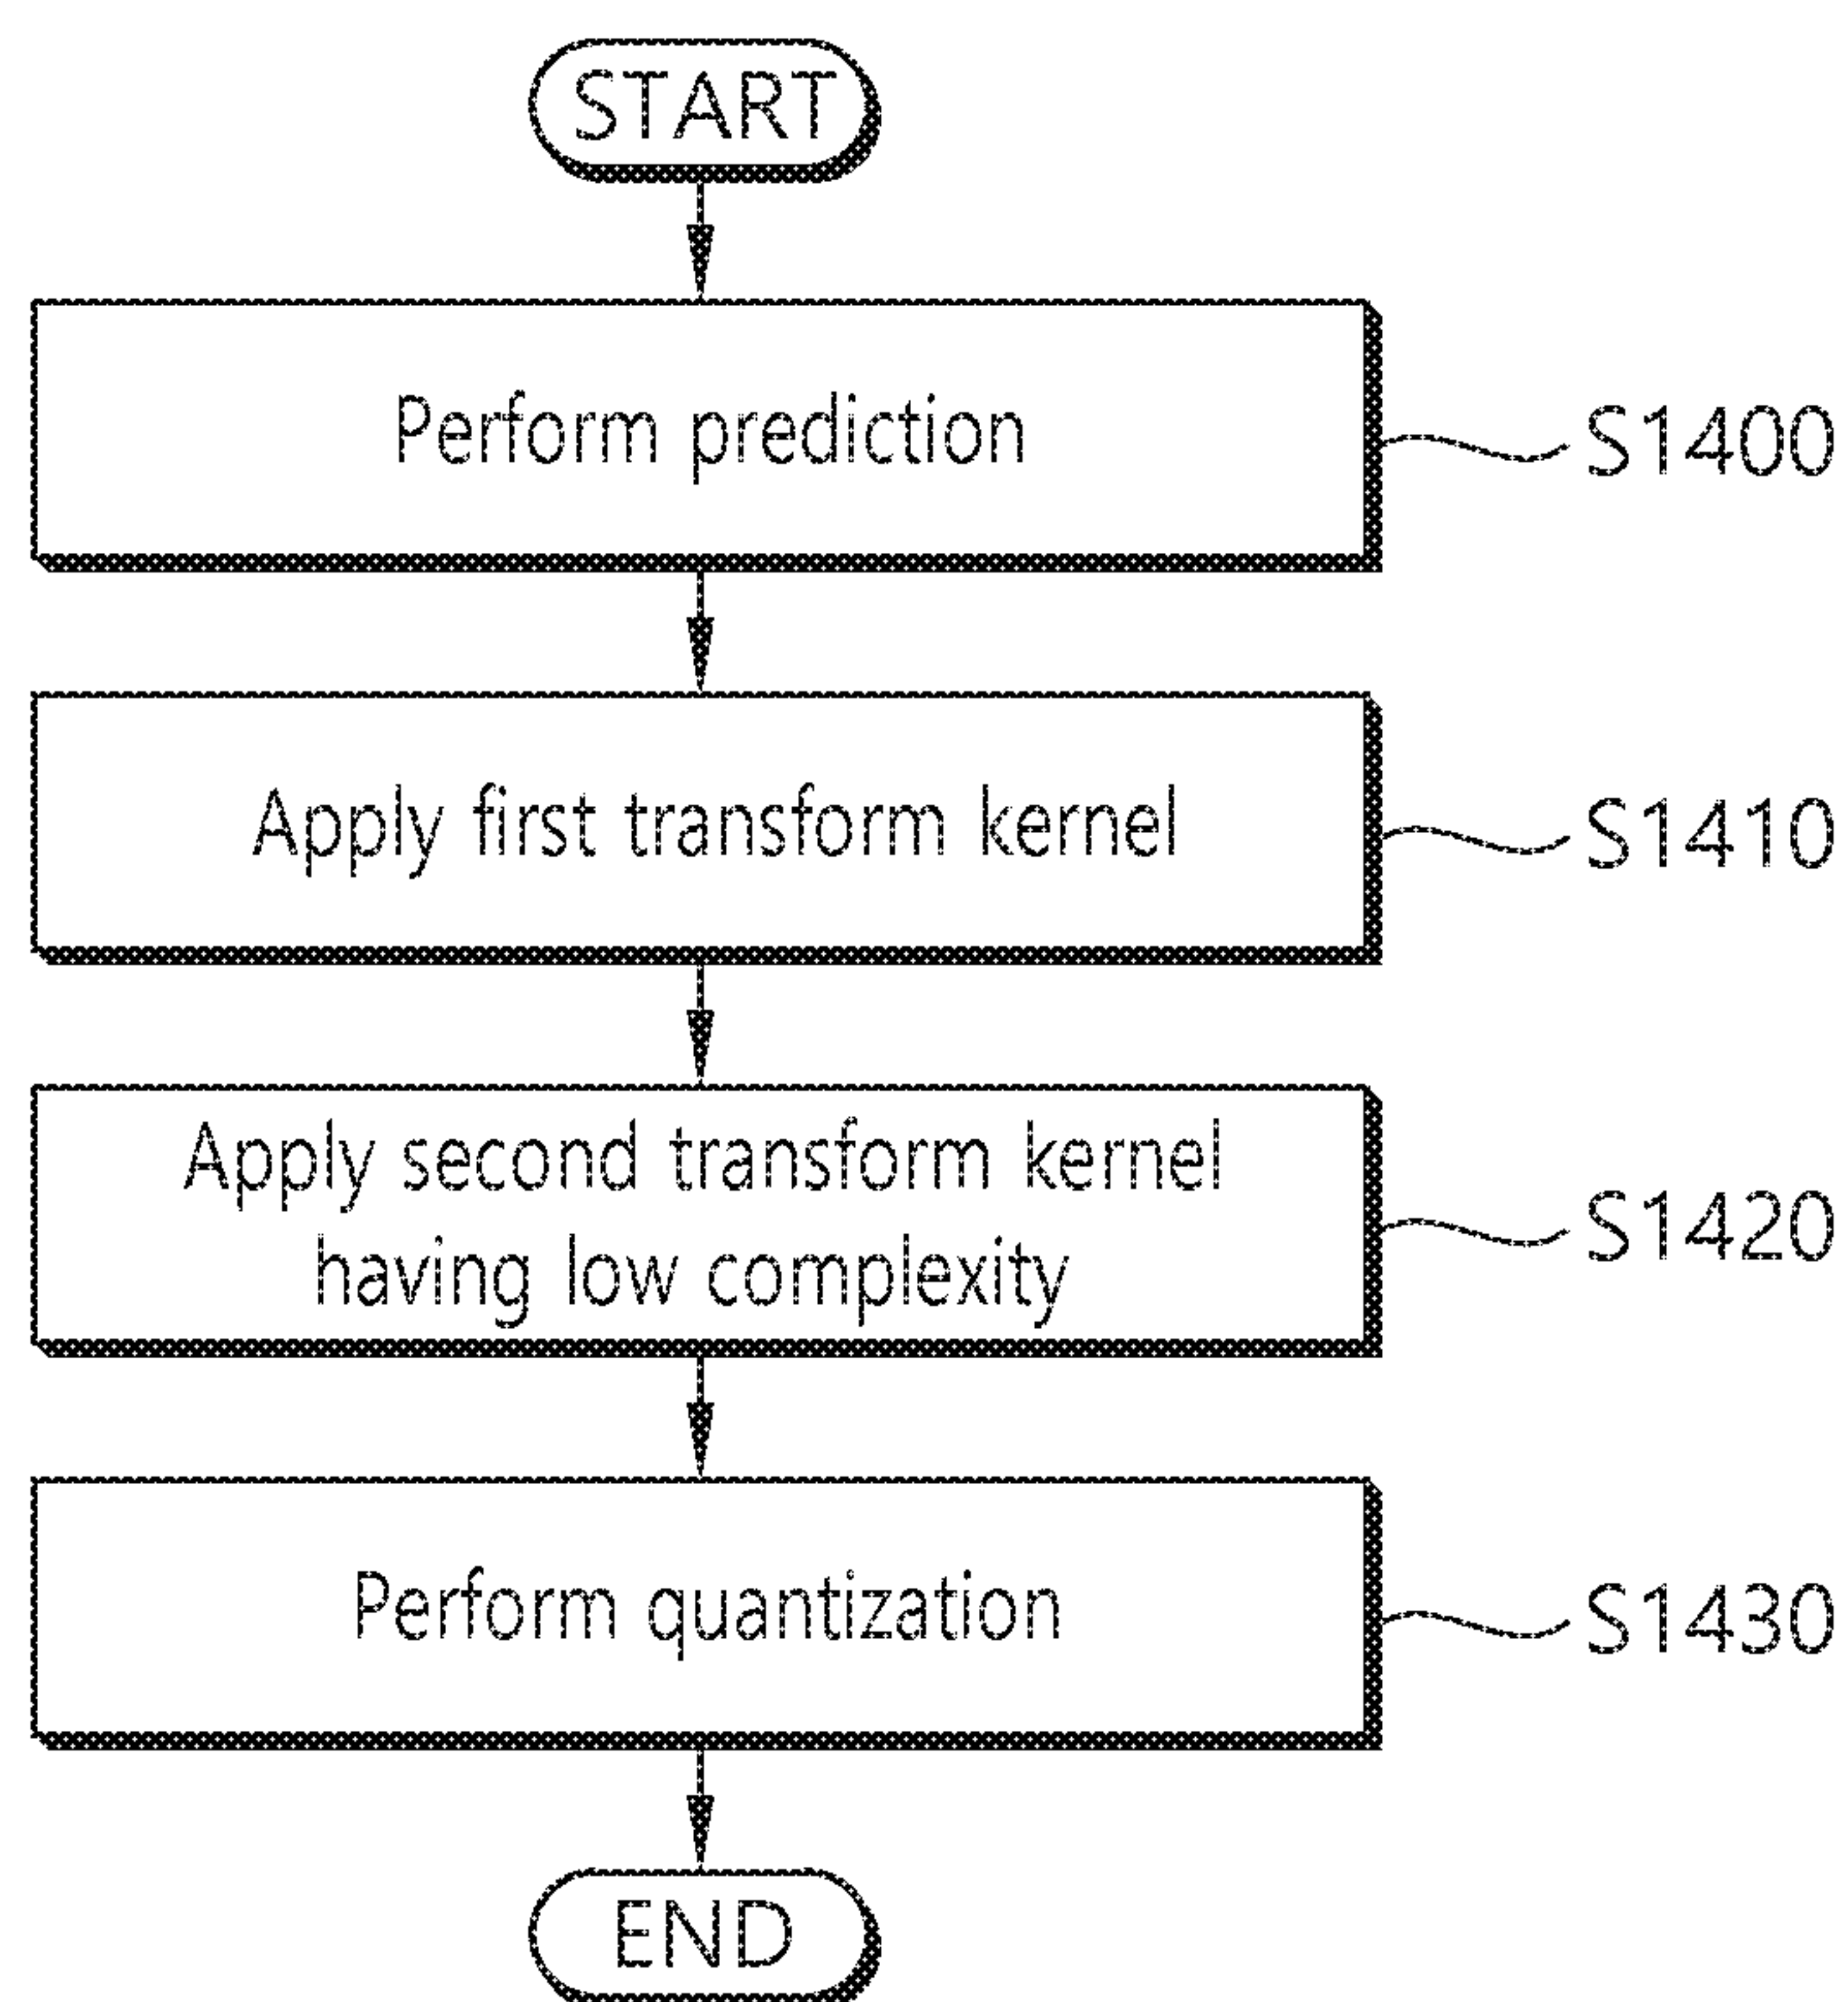 START
Perform prediction
S1400
Apply first transform kernel
S1410
Apply second transform kernel
having low complexity
S1420
Perform quantization
S1430
END